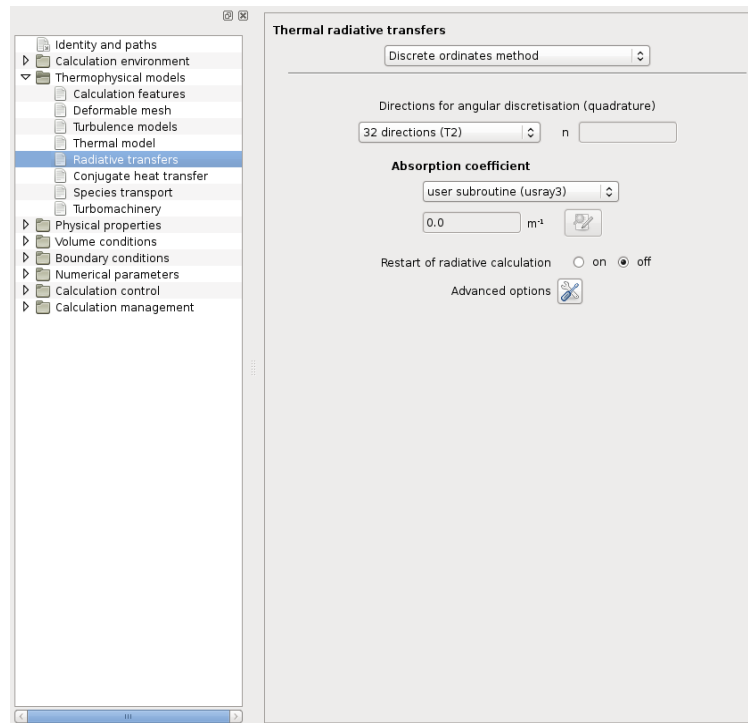 Identity and paths
Calculation environment
Thermophysical models
Calculation features
Deformable mesh
Turbulence models
Thermal model
Radiative transfers
Conjugate heat transfer
Species transport
Turbomachinery
Physical properties
Volume conditions
Boundary conditions
Numerical parameters
Calculation control
Calculation management
Thermal radiative transfers
Discrete ordinates method
Directions for angular discretisation (quadrature)
32 directions (T2) n
Absorption coefficient
user subroutine (usray3)
0.0 m⁻¹
Restart of radiative calculation on off
Advanced options